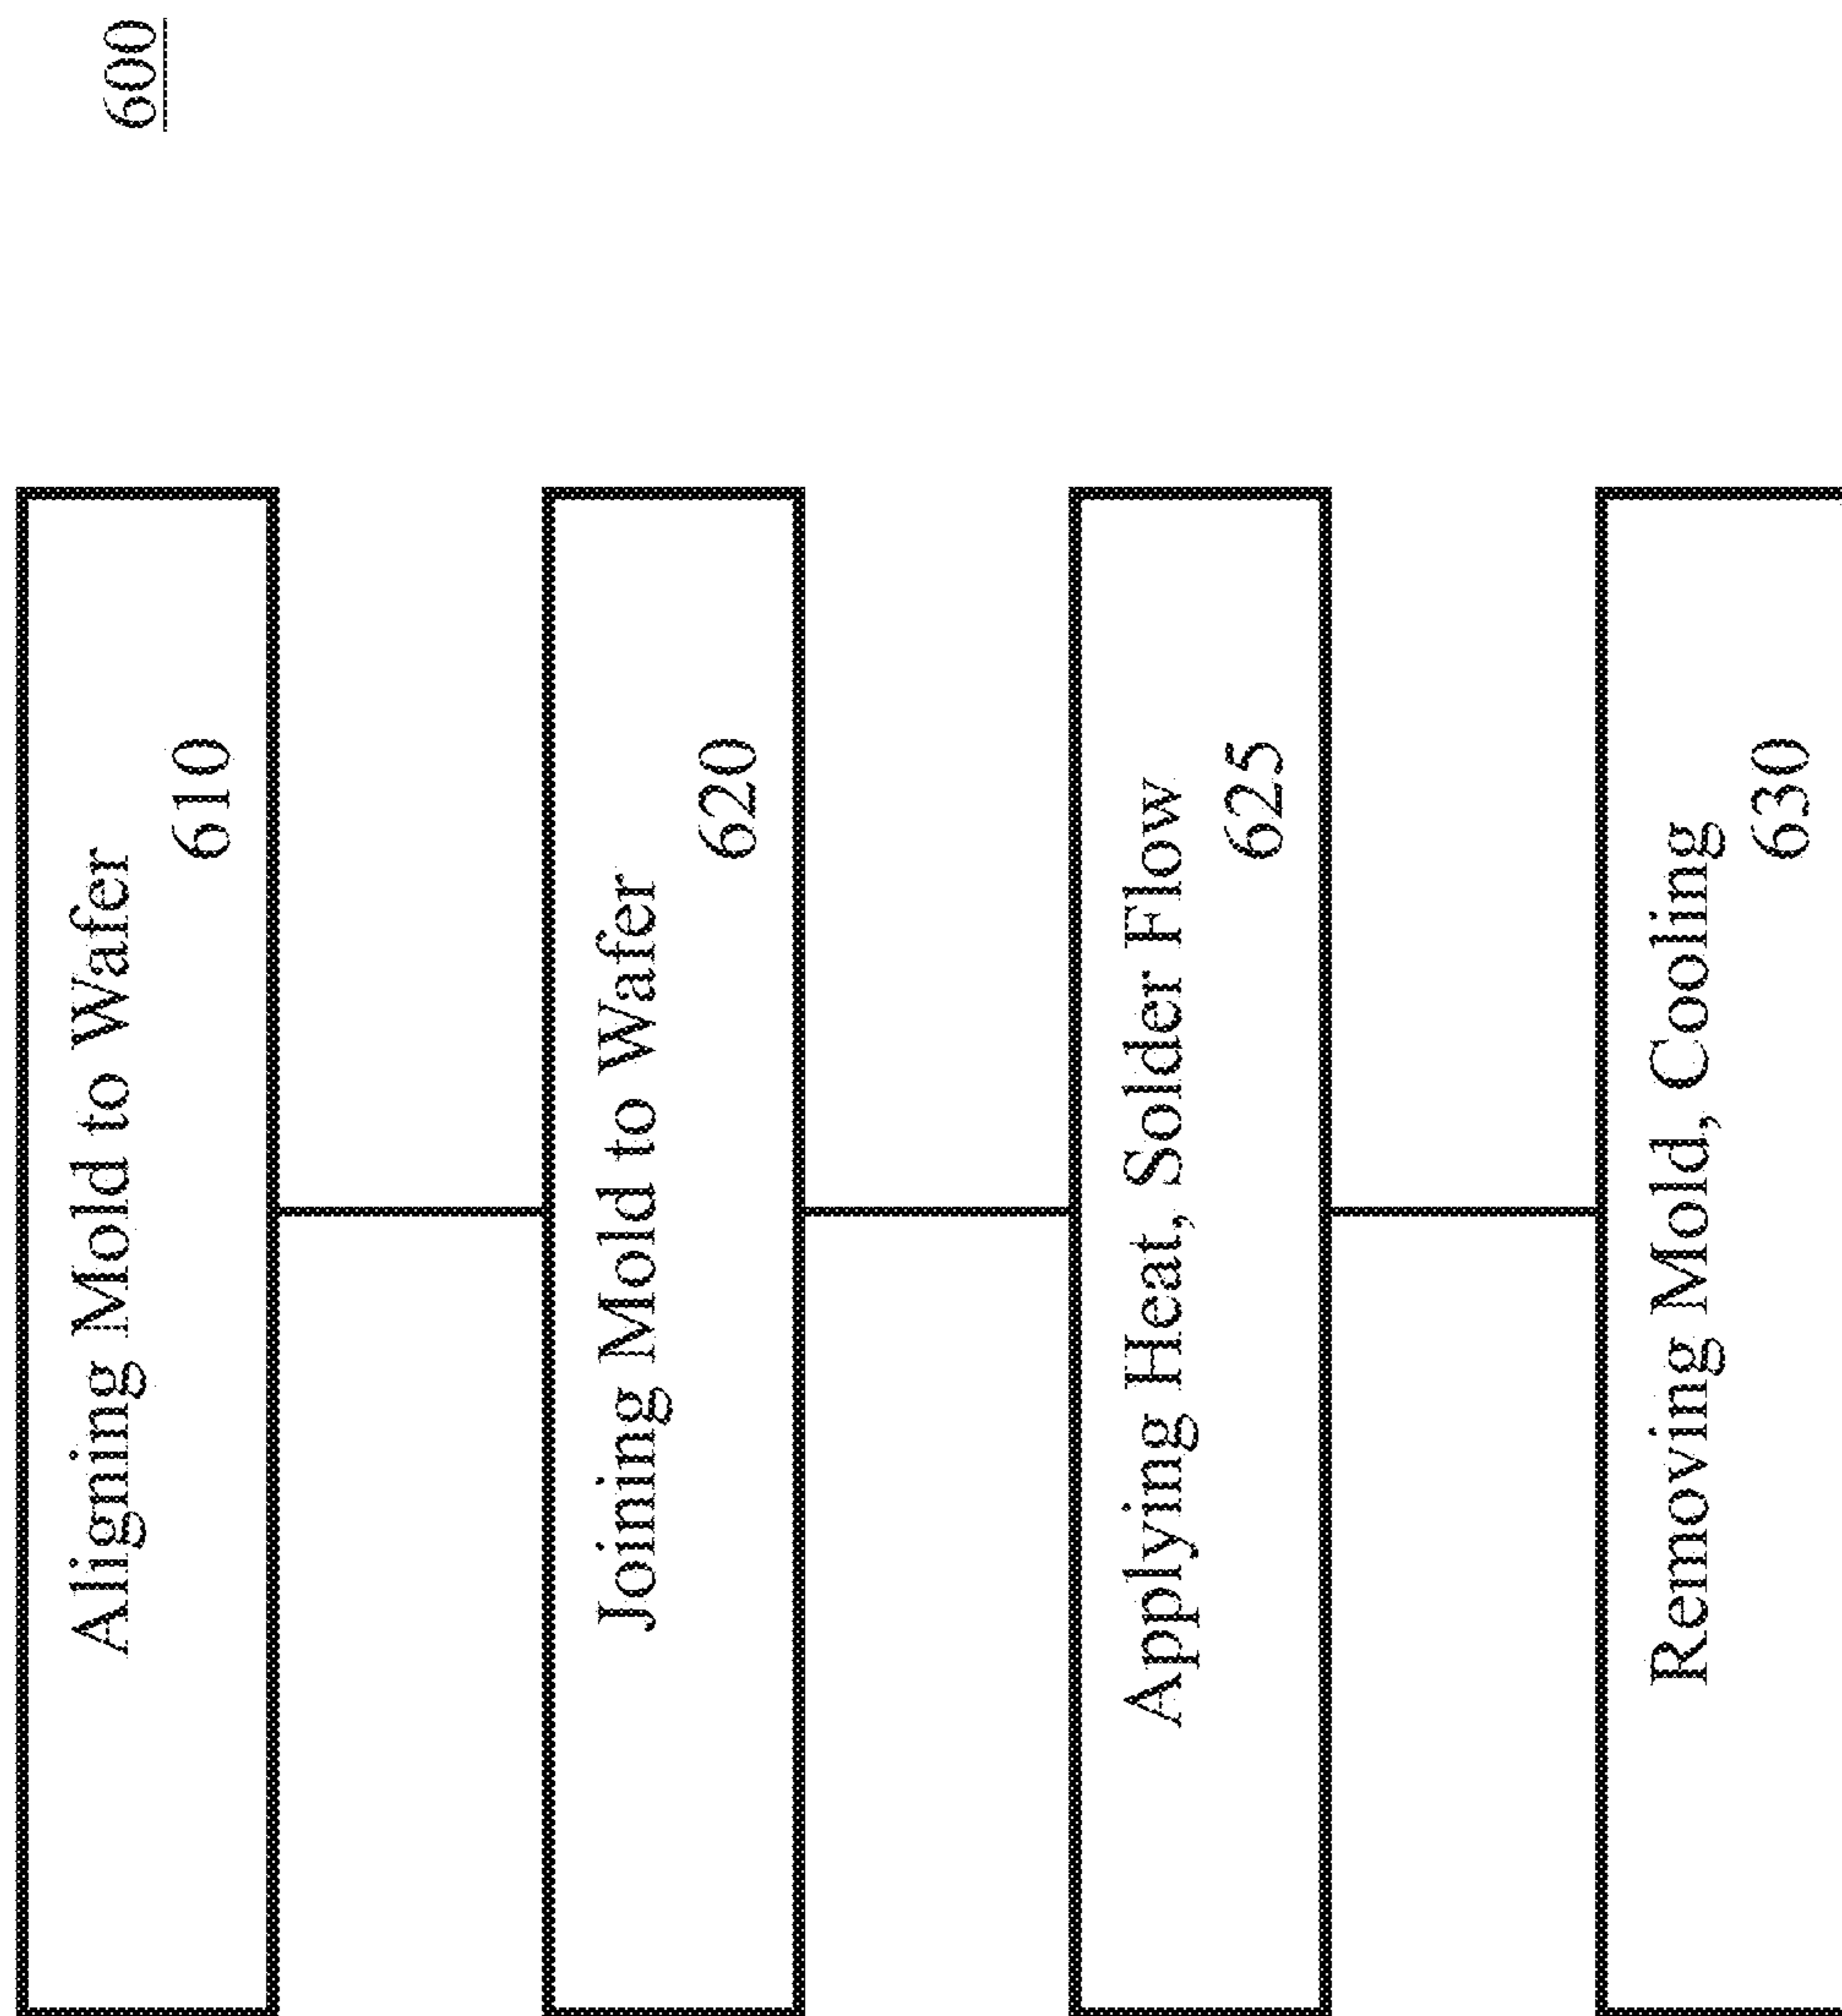 600
Aligning Mold to Wafer
610
Joining Mold to Wafer
620
Applying Heat, Solder Flow
625
Removing Mold, Cooling
630